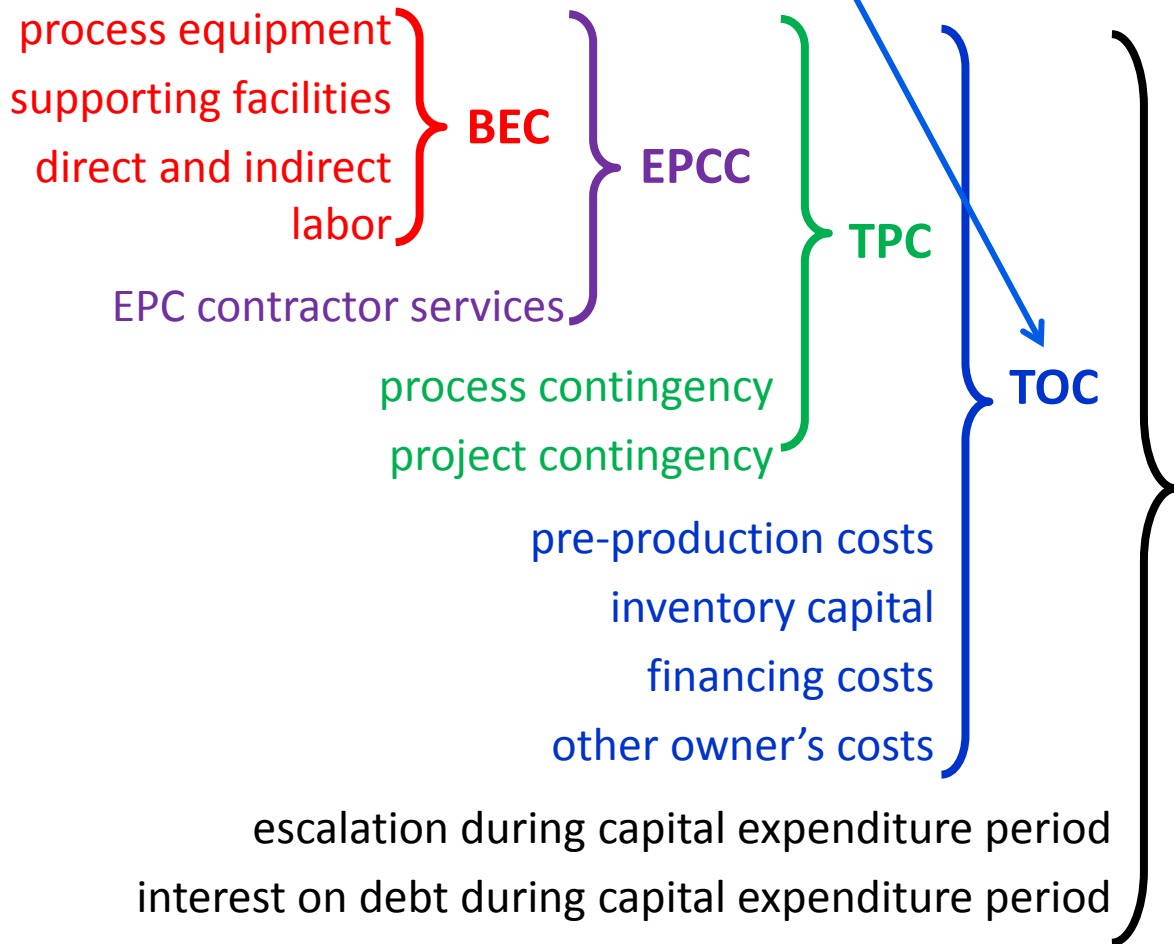 process equipment
supporting facilities
BEC
direct and indirect
labor
EPCC
TPC
EPC contractor services
process contingency
TOC
project contingency
pre-production costs
inventory capital
financing costs
other owner’s costs
escalation during capital expenditure period
interest on debt during capital expenditure period